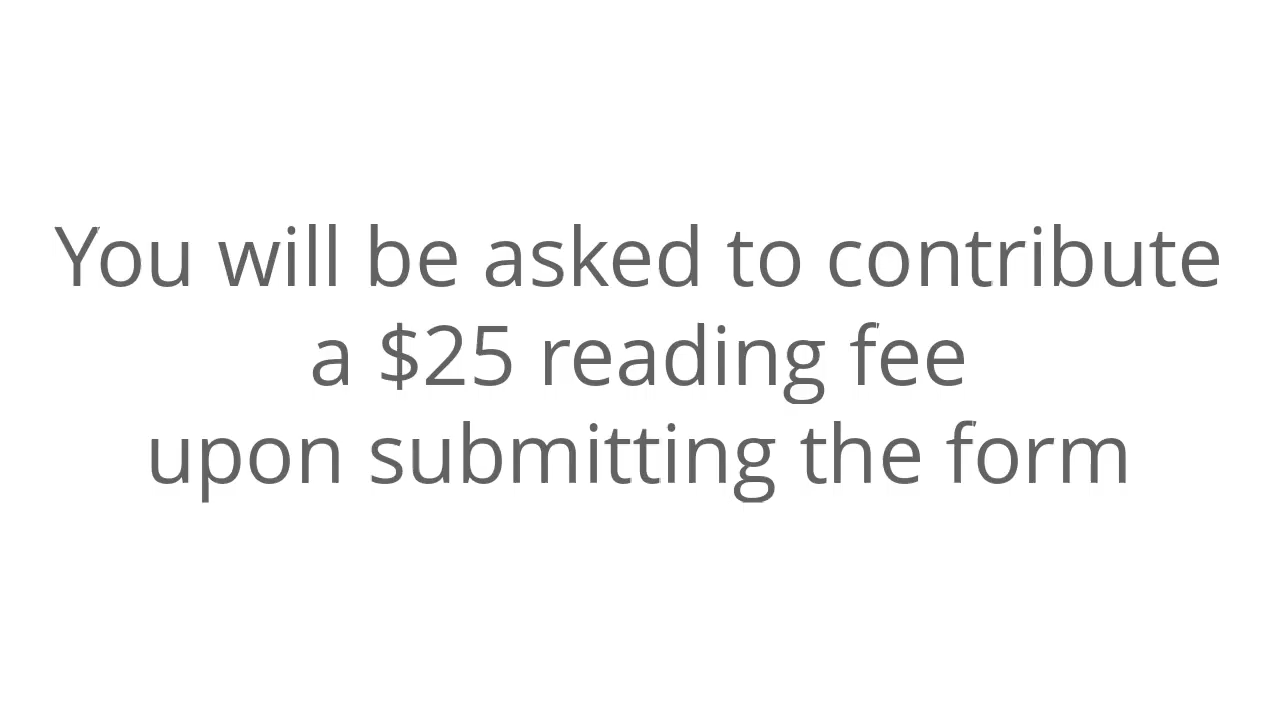 You will be asked to contribute
a $25 reading fee
upon submitting the form